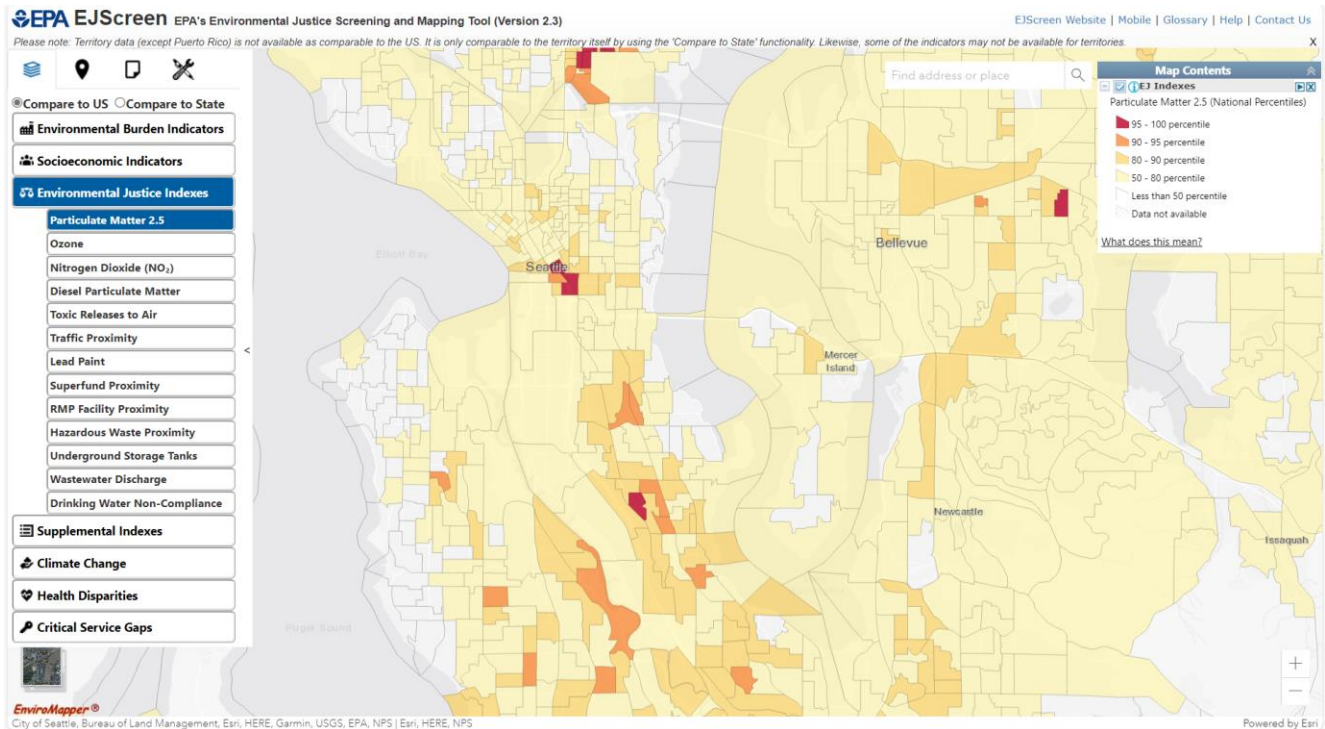 EPA EJScreen EPA's Environmental Justice Screening and Mapping Tool (Version 2.3)
EJScreen Website | Mobile | Glossary | Help | Contact Us
Please note: Territory data (except Puerto Rico) is not available as comparable to the US. It is only comparable to the territory itself by using the 'Compare to State' functionality. Likewise, some of the indicators may not be available for territories. X
Compare to US Compare to State
Environmental Burden Indicators
Socioeconomic Indicators
Environmental Justice Indexes
Particulate Matter 2.5
Ozone
Nitrogen Dioxide (NO₂)
Diesel Particulate Matter
Toxic Releases to Air
Traffic Proximity
Lead Paint
Superfund Proximity
RMP Facility Proximity
Hazardous Waste Proximity
Underground Storage Tanks
Wastewater Discharge
Drinking Water Non-Compliance
Supplemental Indexes
Climate Change
Health Disparities
Critical Service Gaps
<
Find address or place
Map Contents
EJ Indexes
Particulate Matter 2.5 (National Percentiles)
95 - 100 percentile
90 - 95 percentile
80 - 90 percentile
50 - 80 percentile
Less than 50 percentile
Data not available
What does this mean?
Elliott Bay
Seattle
Bellevue
Mercer
Island
Newcastle
Issaquah
Puget Sound
+
−
EnviroMapper®
City of Seattle, Bureau of Land Management, Esri, HERE, Garmin, USGS, EPA, NPS | Esri, HERE, NPS
Powered by Esri